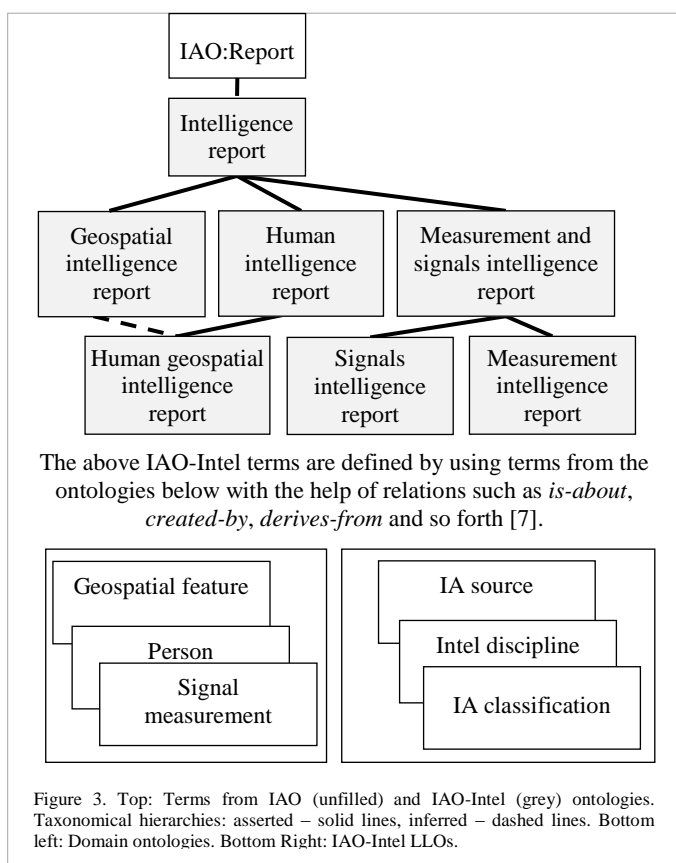 IAO:Report
Intelligence
report
Geospatial
intelligence
report
Human
intelligence
report
Measurement and
signals intelligence
report
Human geospatial
intelligence
report
Signals
intelligence
report
Measurement
intelligence
report
The above IAO-Intel terms are defined by using terms from the
ontologies below with the help of relations such as is-about,
created-by, derives-from and so forth [7].
Geospatial feature
Person
Signal
measurement
IA source
Intel discipline
IA classification
Figure 3. Top: Terms from IAO (unfilled) and IAO-Intel (grey) ontologies.
Taxonomical hierarchies: asserted – solid lines, inferred – dashed lines. Bottom
left: Domain ontologies. Bottom Right: IAO-Intel LLOs.